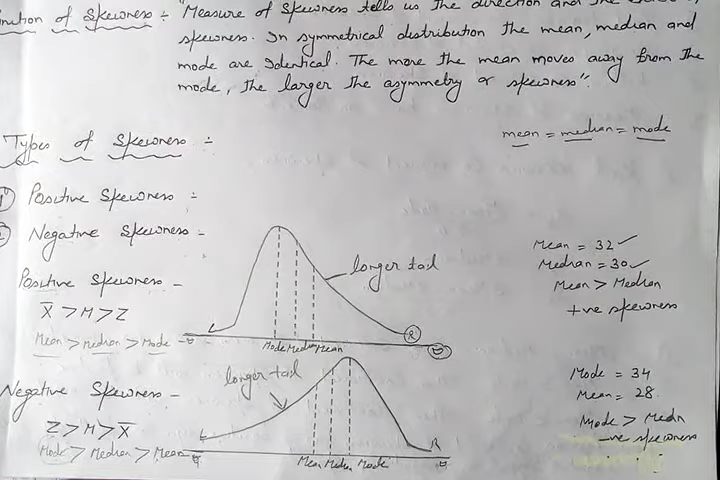 of Skewness :- "Measure of Skewness tells us the direction and the
skewness. In symmetrical distribution the mean, median and
mode are identical. The more the mean moves away from the
mode, the larger the asymmetry or skewness".
Types of Skewness :-
mean = median = mode
1 Positive Skewness :-
2 Negative Skewness :-
Positive Skewness -
X̄ > M > Z
Mean > median > Mode -
longer tail
L
R
Mode Median Mean
Mean = 32 ✓
Median = 30 ✓
Mean > Median
+ve skewness
Negative Skewness -
Z > M > X̄
Mode > Median > Mean -
longer tail
L
R
Mean Median Mode
Mode = 34
Mean = 28
Mode > Medn
-ve skewness